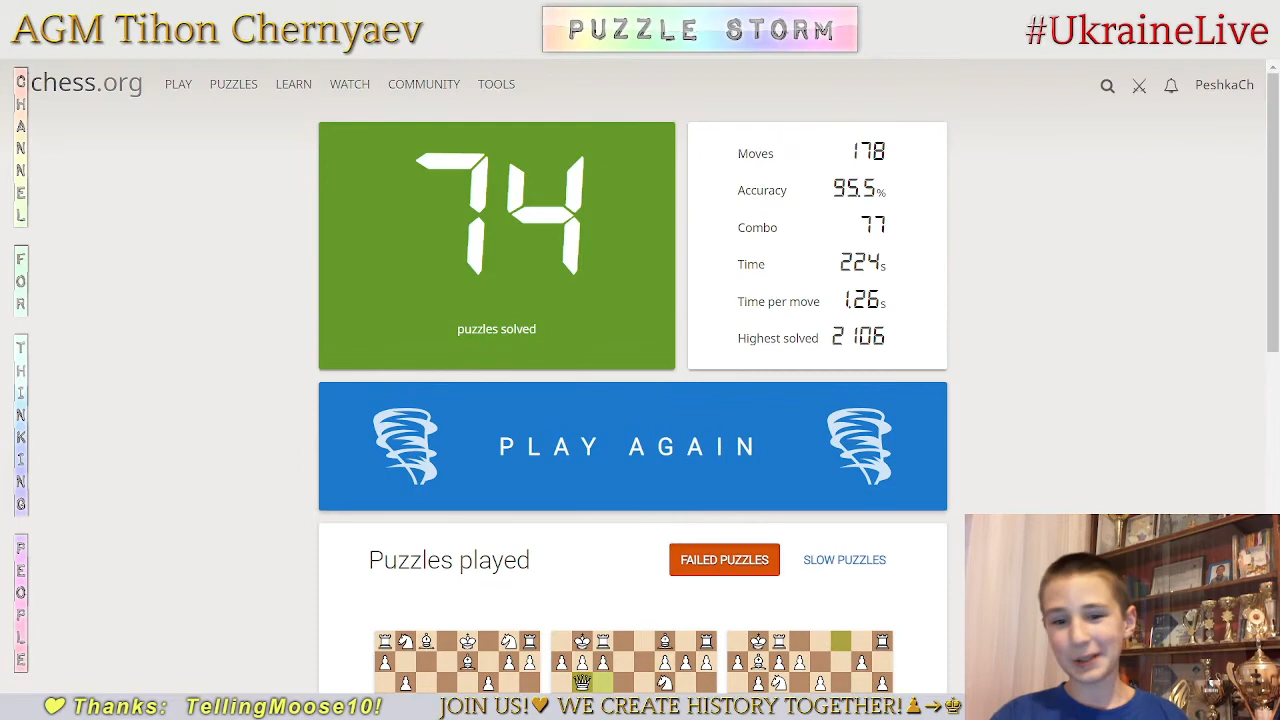 AGM Tihon Chernyaev
PUZZLE STORM
#UkraineLive
CHANNEL FOR THINKING PEOPLE
chess.org
PLAY PUZZLES LEARN WATCH COMMUNITY TOOLS
PeshkaCh
74
puzzles solved
Moves 178
Accuracy 95.5%
Combo 77
Time 224s
Time per move 1.26s
Highest solved 2106
PLAY AGAIN
Puzzles played
FAILED PUZZLES
SLOW PUZZLES
Thanks: TellingMoose10!
JOIN US! WE CREATE HISTORY TOGETHER!